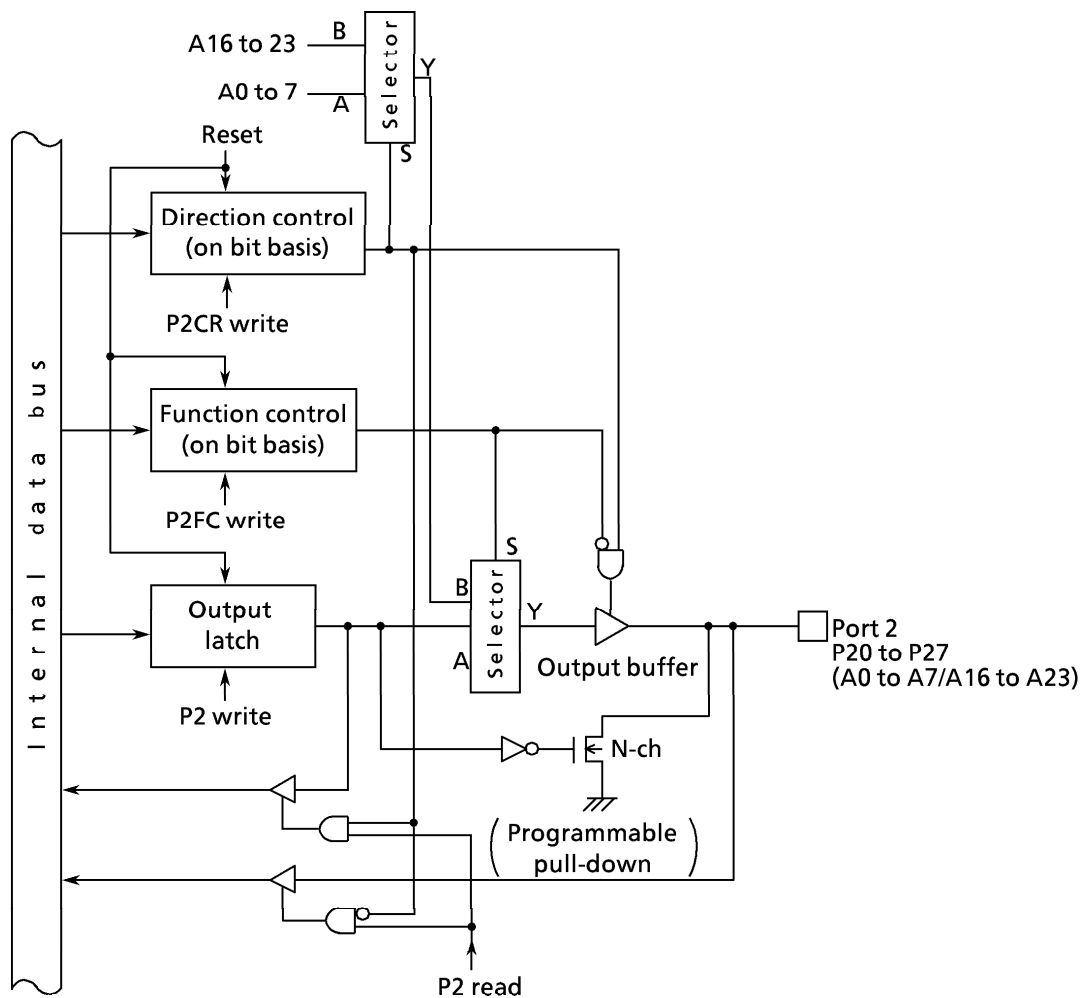 A16 to 23
B
A0 to 7
A
Selector
Y
S
Reset
Direction control
(on bit basis)
P2CR write
Internal data bus
Function control
(on bit basis)
P2FC write
S
B
A
Selector
Y
Output
latch
P2 write
Output buffer
Port 2
P20 to P27
(A0 to A7/A16 to A23)
N-ch
(Programmable
pull-down)
P2 read